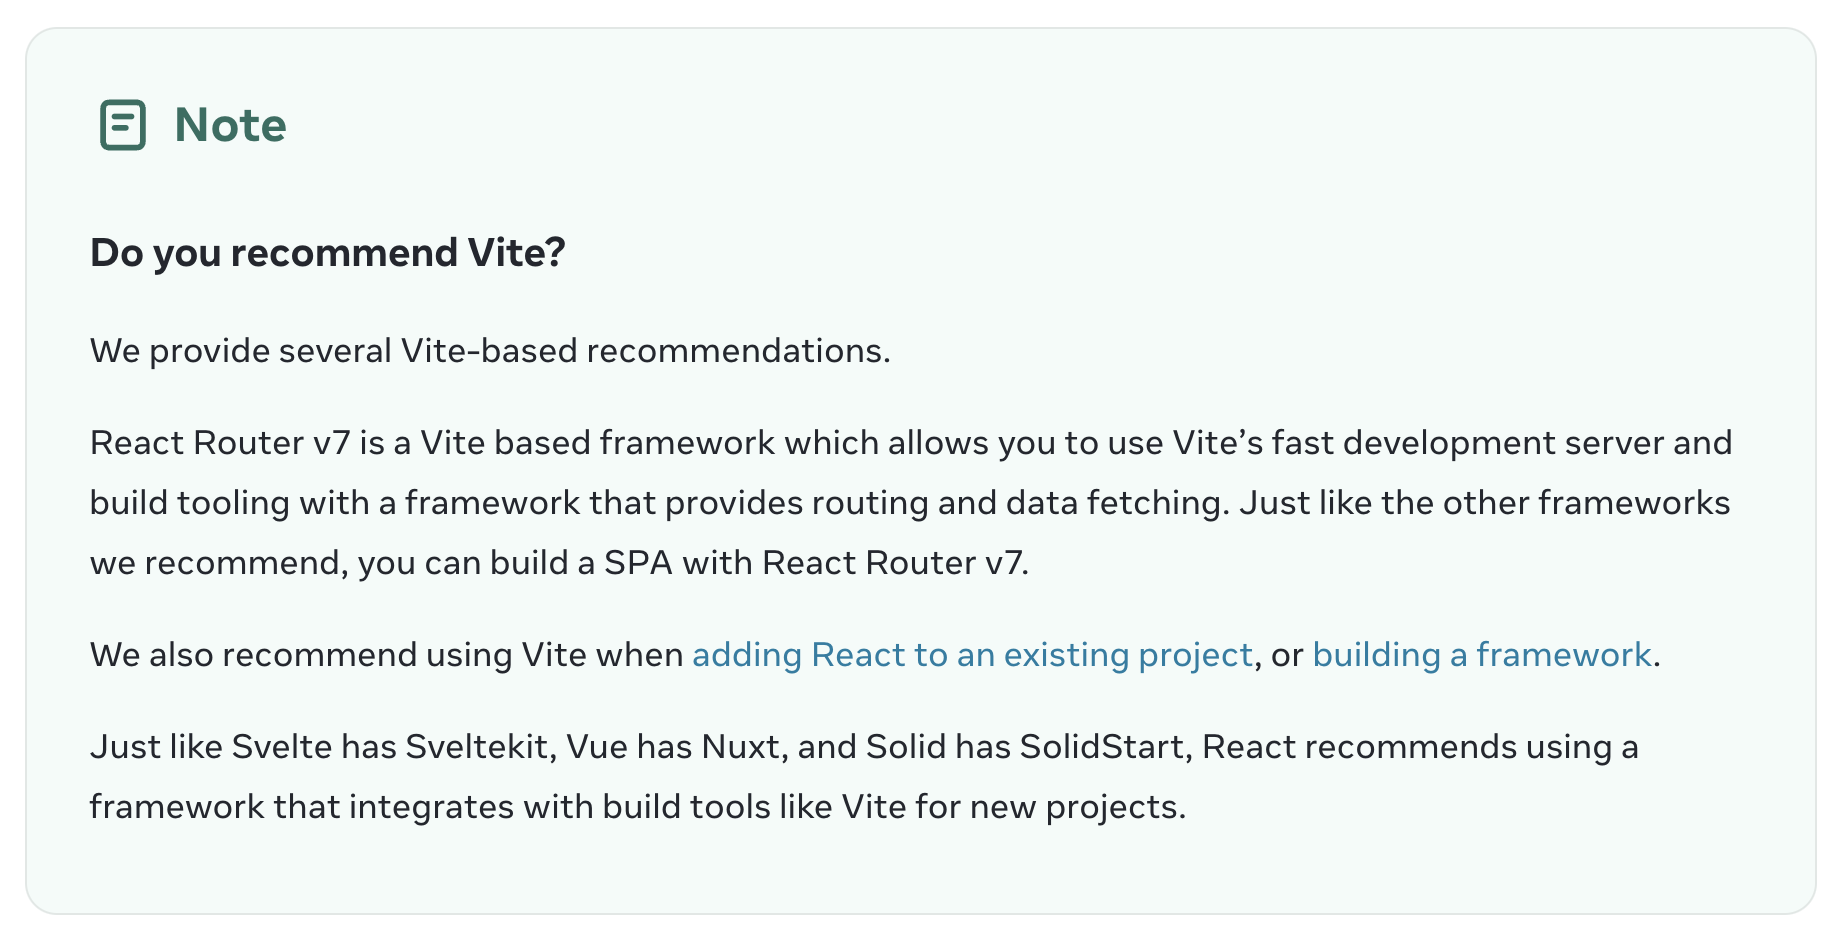 Note
Do you recommend Vite?
We provide several Vite-based recommendations.
React Router v7 is a Vite based framework which allows you to use Vite’s fast development server and
build tooling with a framework that provides routing and data fetching. Just like the other frameworks
we recommend, you can build a SPA with React Router v7.
We also recommend using Vite when adding React to an existing project, or building a framework.
Just like Svelte has Sveltekit, Vue has Nuxt, and Solid has SolidStart, React recommends using a
framework that integrates with build tools like Vite for new projects.